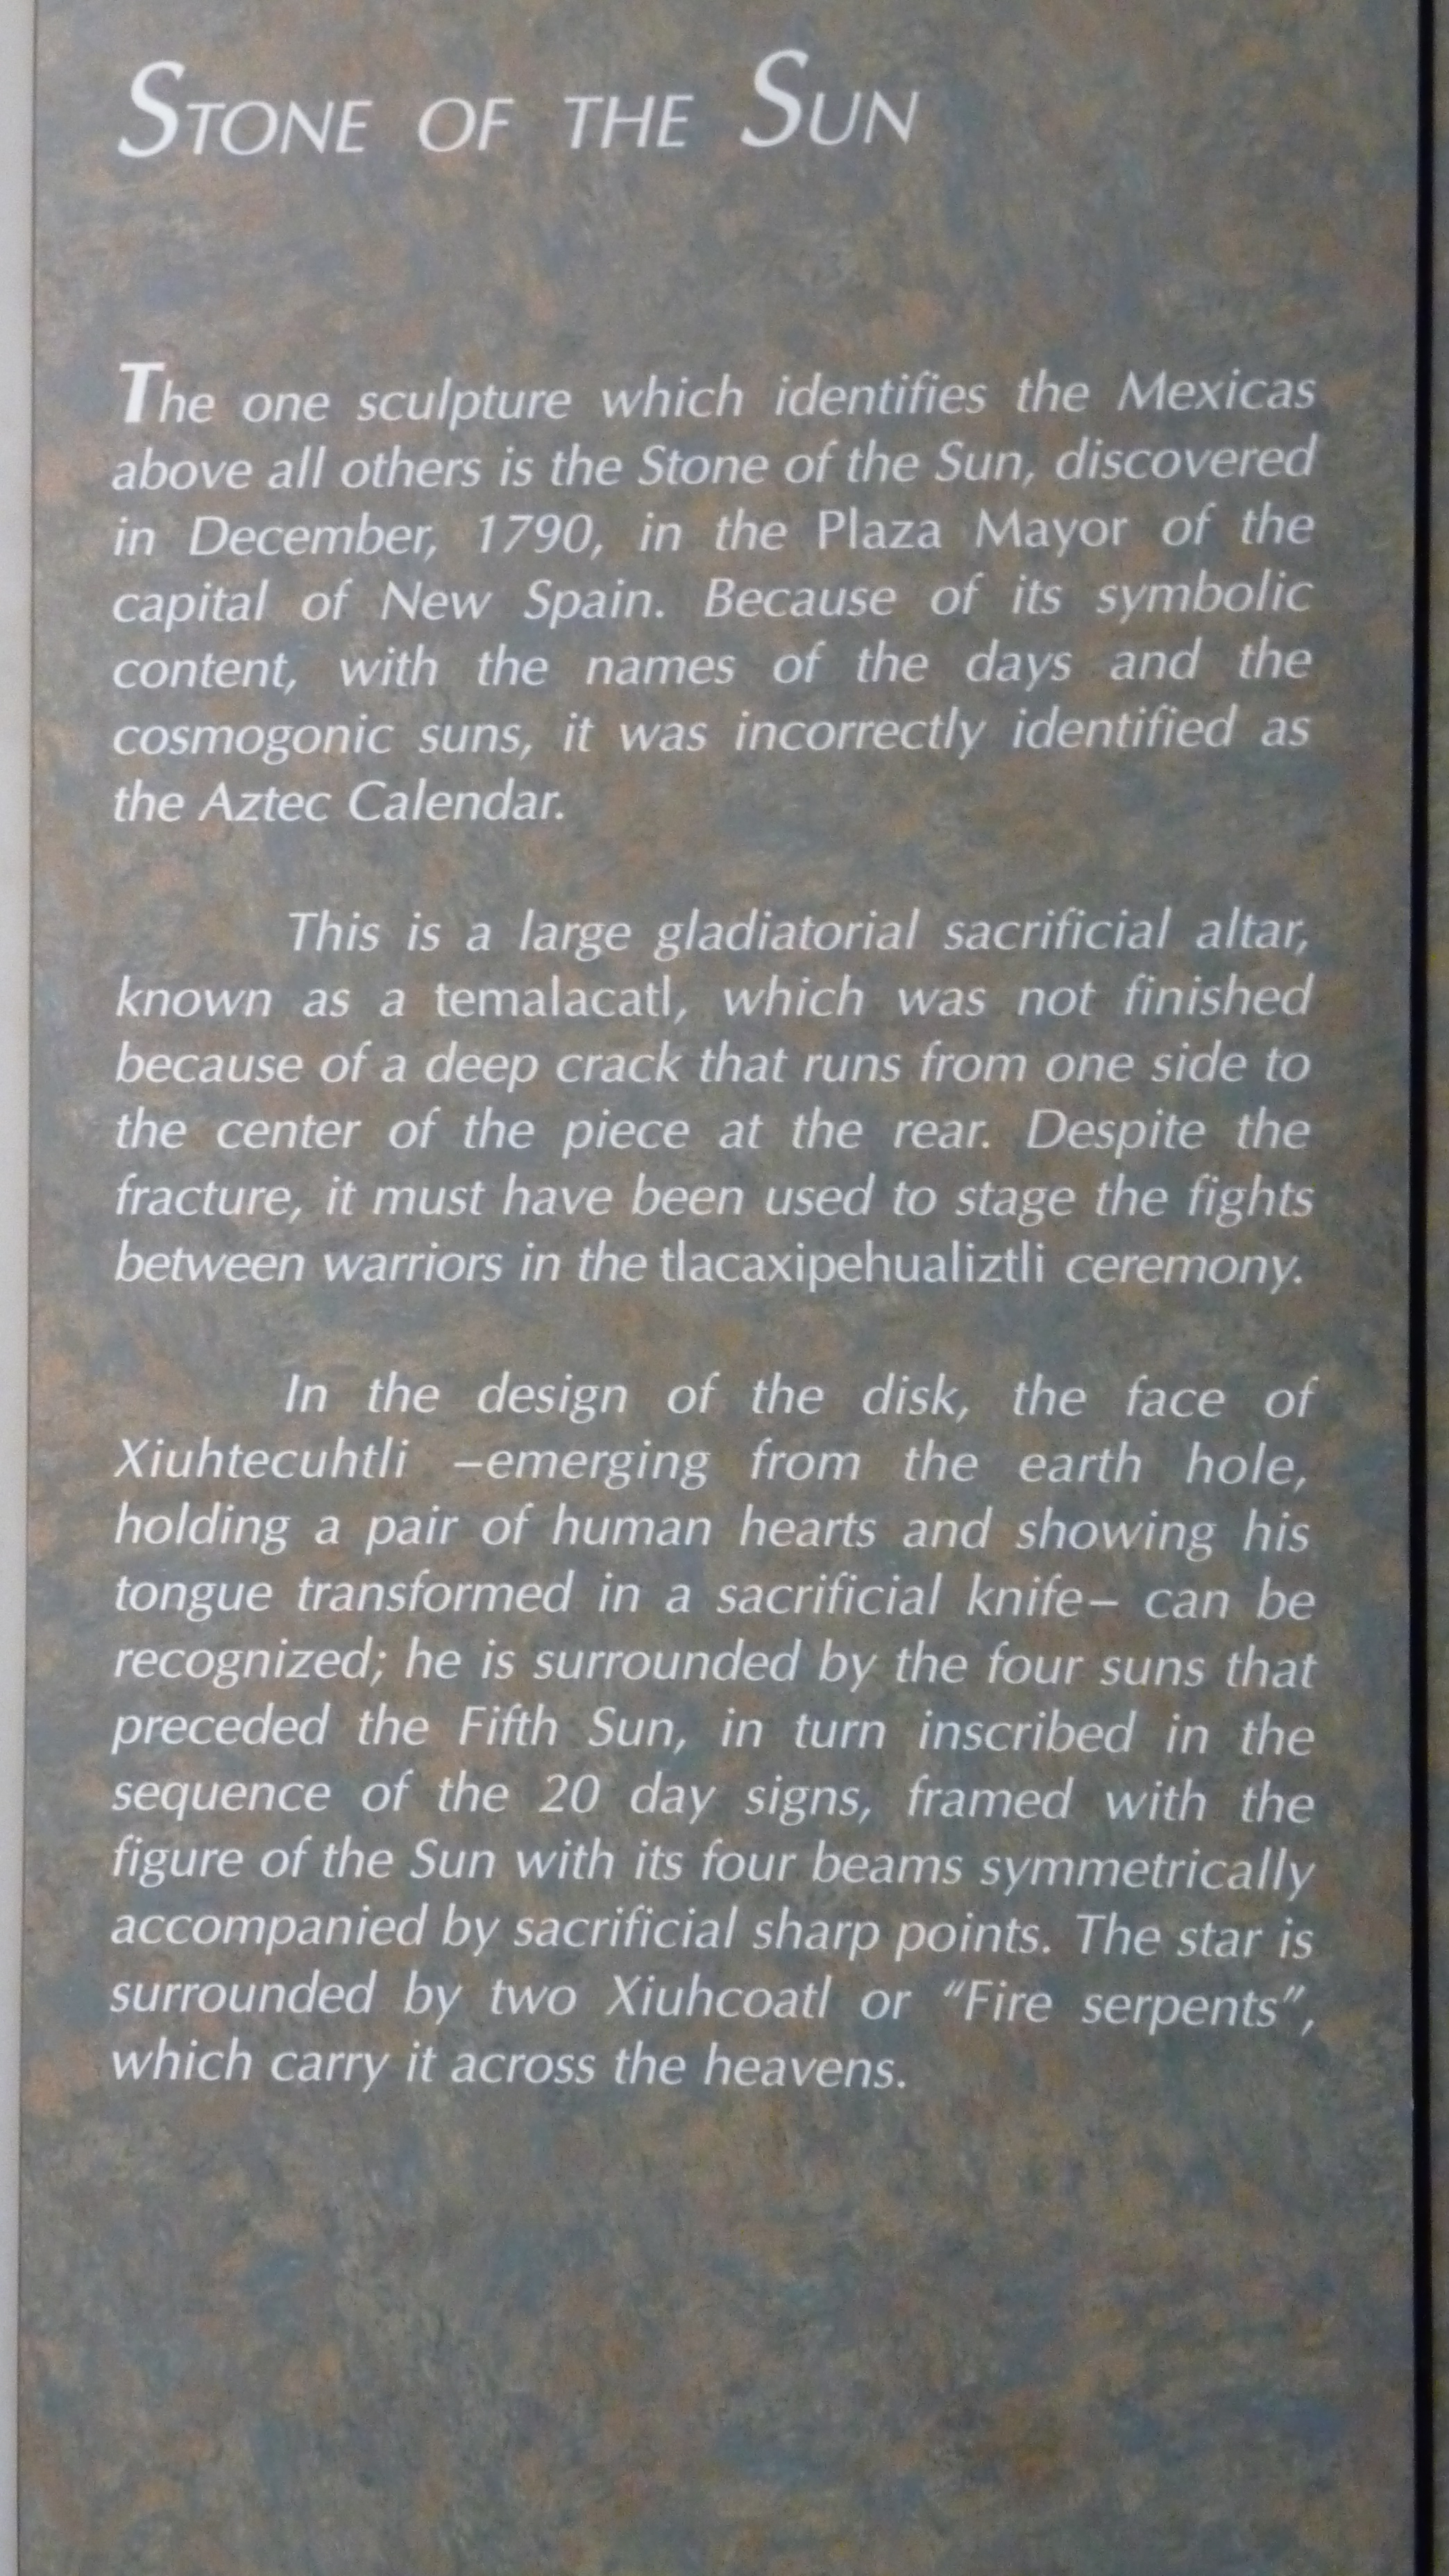 STONE OF THE SUN
The one sculpture which identifies the Mexicas
above all others is the Stone of the Sun, discovered
in December, 1790, in the Plaza Mayor of the
capital of New Spain. Because of its symbolic
content, with the names of the days and the
cosmogonic suns, it was incorrectly identified as
the Aztec Calendar.
This is a large gladiatorial sacrificial altar,
known as a temalacatl, which was not finished
because of a deep crack that runs from one side to
the center of the piece at the rear. Despite the
fracture, it must have been used to stage the fights
between warriors in the tlacaxipehualiztli ceremony.
In the design of the disk, the face of
Xiuhtecuhtli –emerging from the earth hole,
holding a pair of human hearts and showing his
tongue transformed in a sacrificial knife– can be
recognized; he is surrounded by the four suns that
preceded the Fifth Sun, in turn inscribed in the
sequence of the 20 day signs, framed with the
figure of the Sun with its four beams symmetrically
accompanied by sacrificial sharp points. The star is
surrounded by two Xiuhcoatl or "Fire serpents",
which carry it across the heavens.